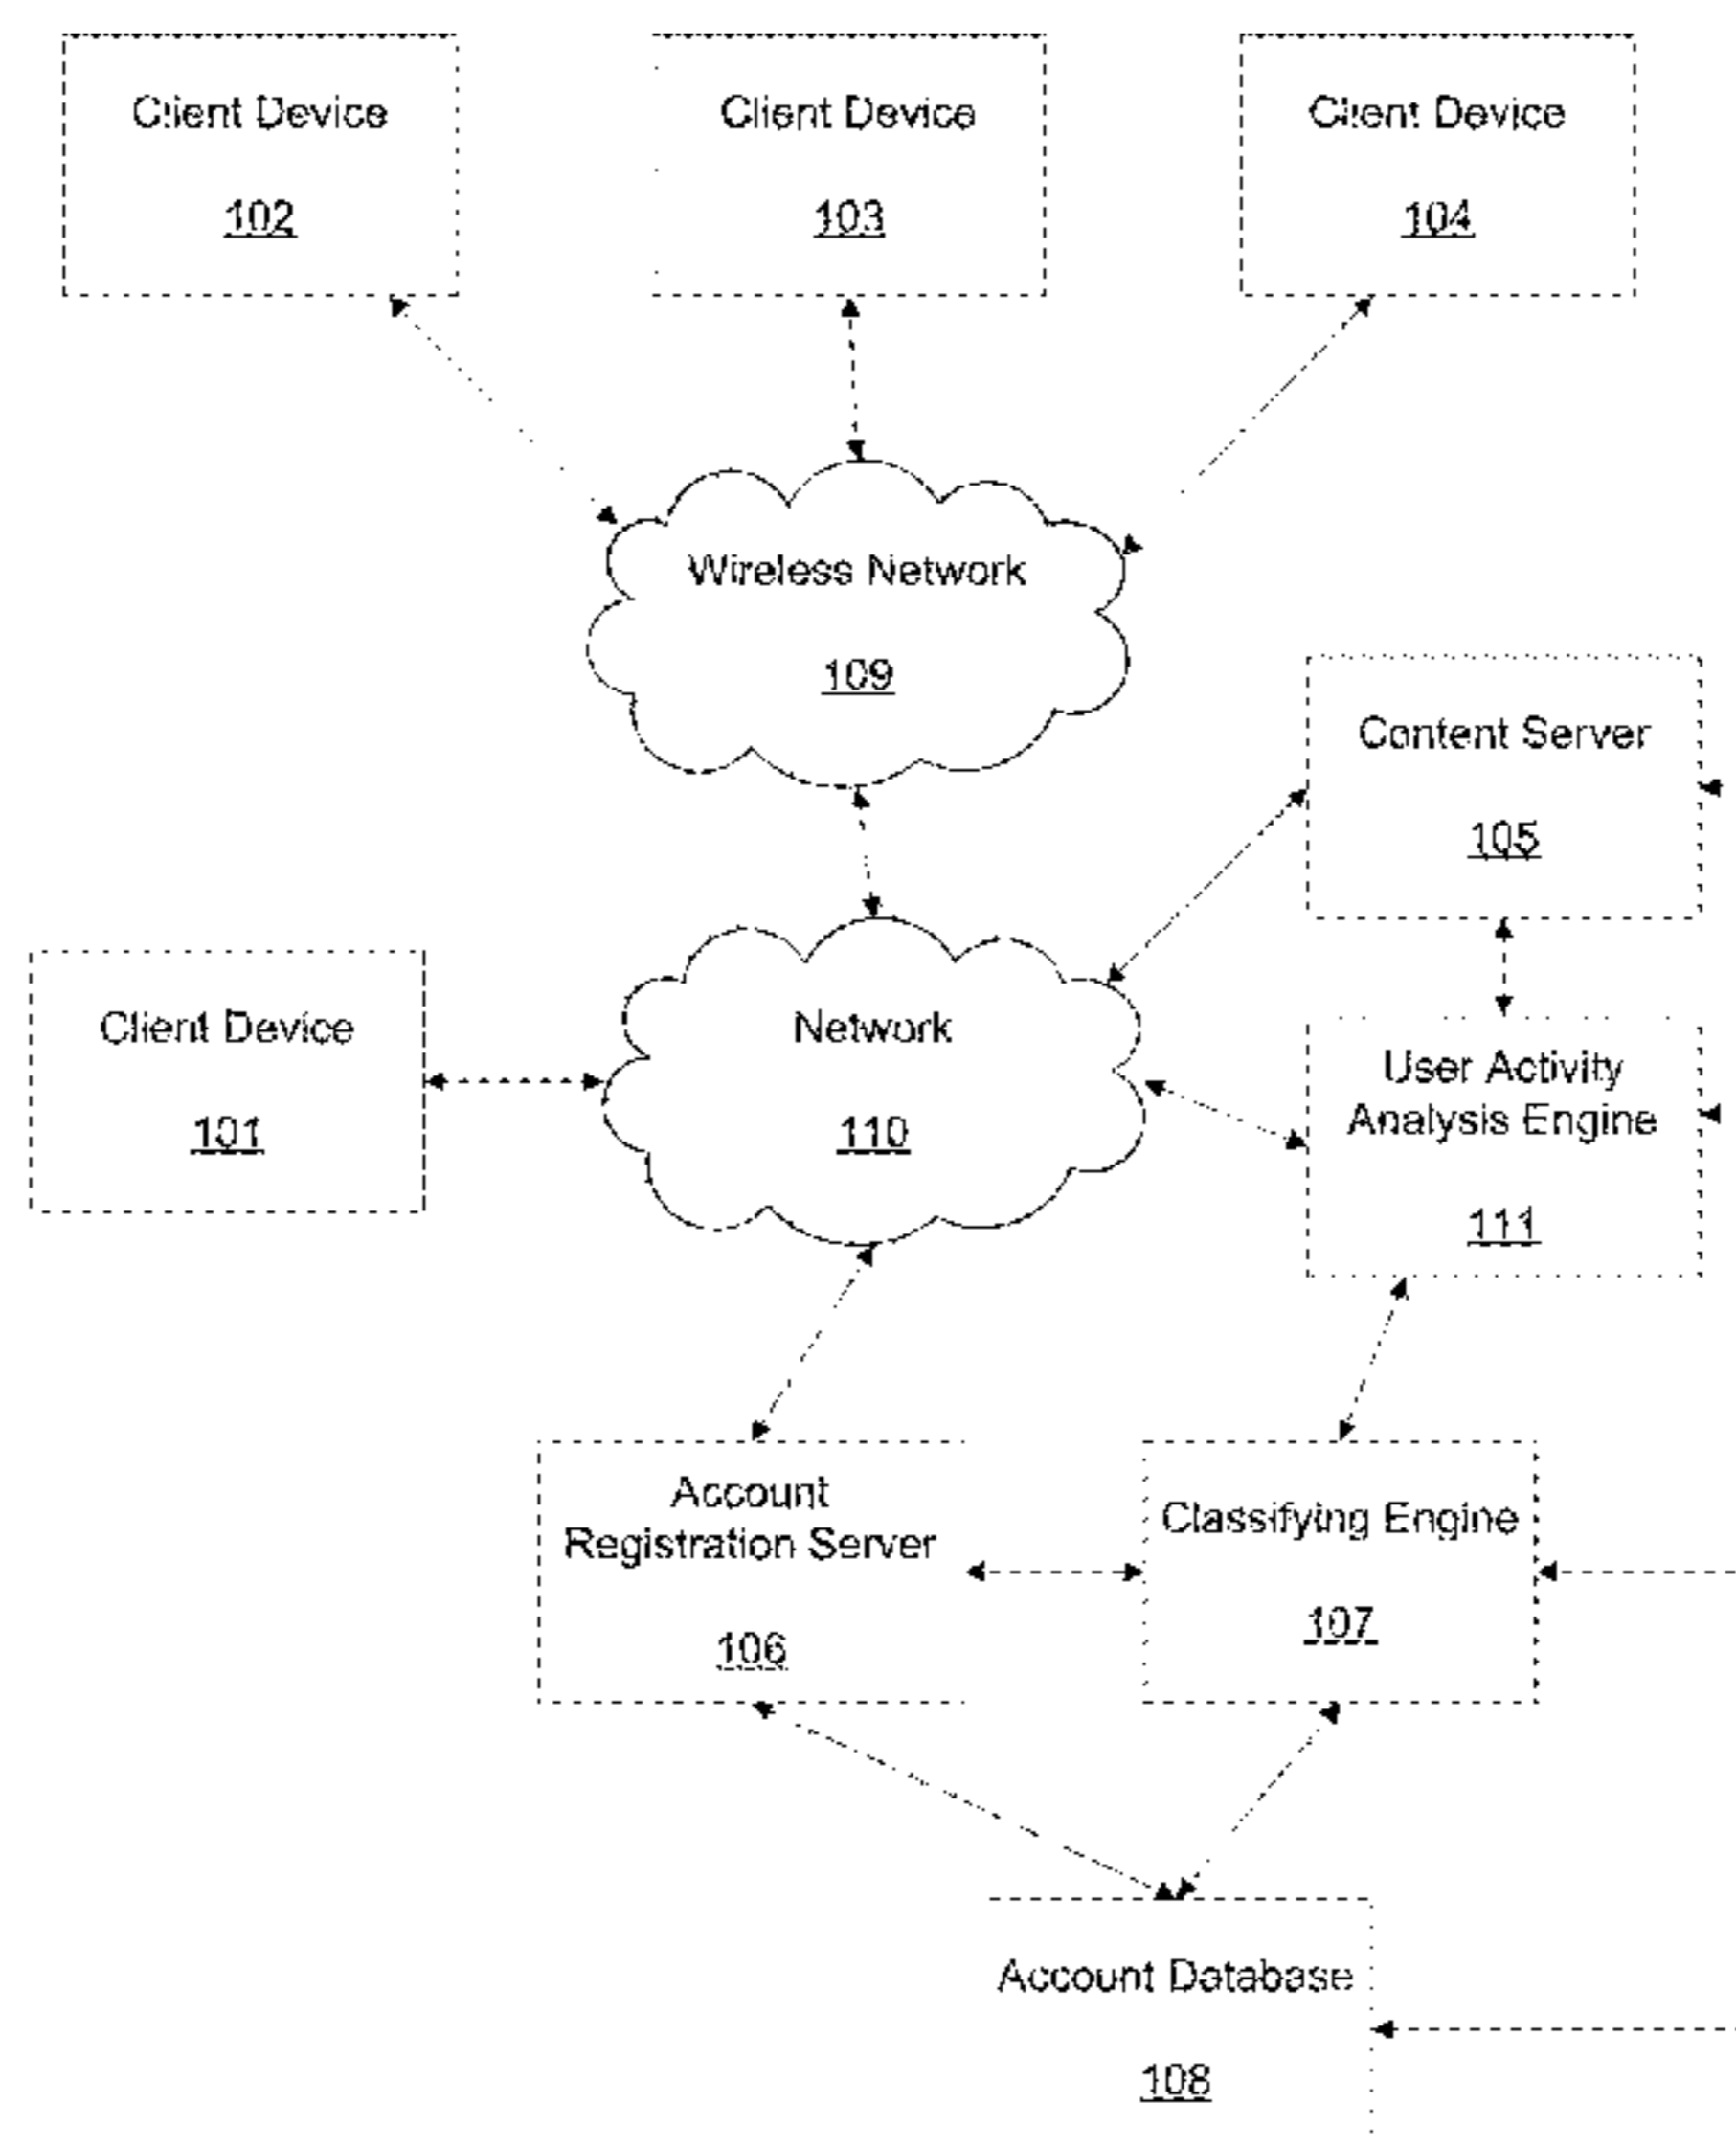 Client Device
102
Client Device
103
Client Device
104
Wireless Network
109
Content Server
105
Client Device
101
Network
110
User Activity
Analysis Engine
111
Account
Registration Server
106
Classifying Engine
107
Account Database
108